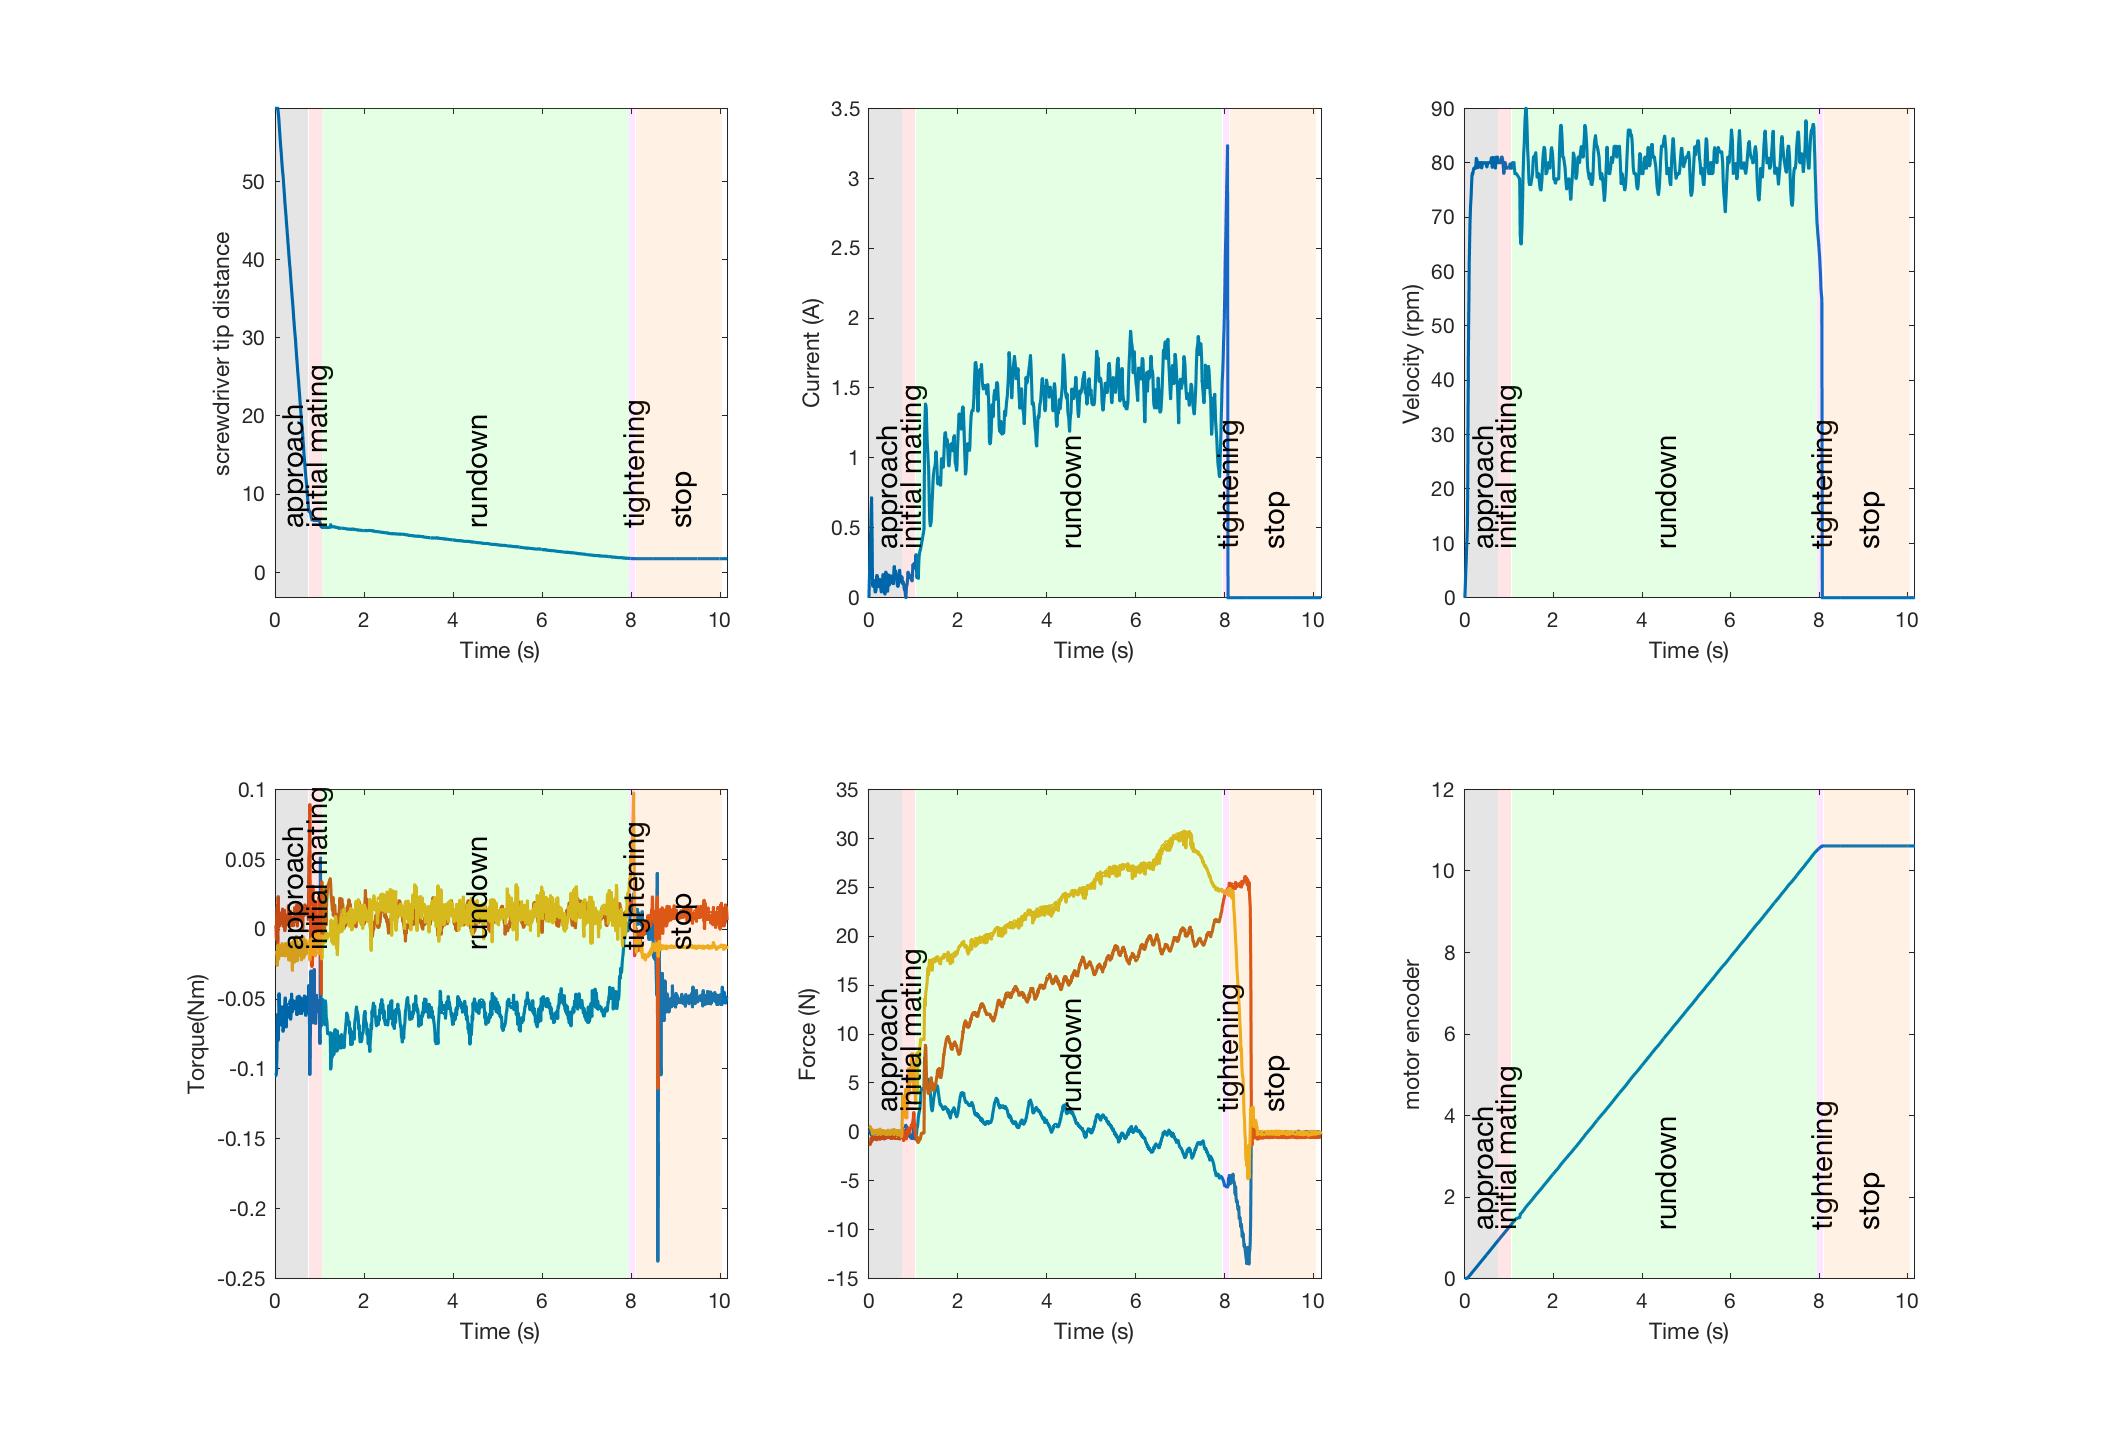 screwdriver tip distance
50
40
30
20
10
0
approach
initial mating
rundown
tightening
stop
0 2 4 6 8 10
Time (s)
Current (A)
3.5
3
2.5
2
1.5
1
0.5
0
approach
initial mating
rundown
tightening
stop
0 2 4 6 8 10
Time (s)
Velocity (rpm)
90
80
70
60
50
40
30
20
10
0
approach
initial mating
rundown
tightening
stop
0 2 4 6 8 10
Time (s)
Torque(Nm)
0.1
0.05
0
-0.05
-0.1
-0.15
-0.2
-0.25
approach
initial mating
rundown
tightening
stop
0 2 4 6 8 10
Time (s)
Force (N)
35
30
25
20
15
10
5
0
-5
-10
-15
approach
initial mating
rundown
tightening
stop
0 2 4 6 8 10
Time (s)
motor encoder
12
10
8
6
4
2
0
approach
initial mating
rundown
tightening
stop
0 2 4 6 8 10
Time (s)